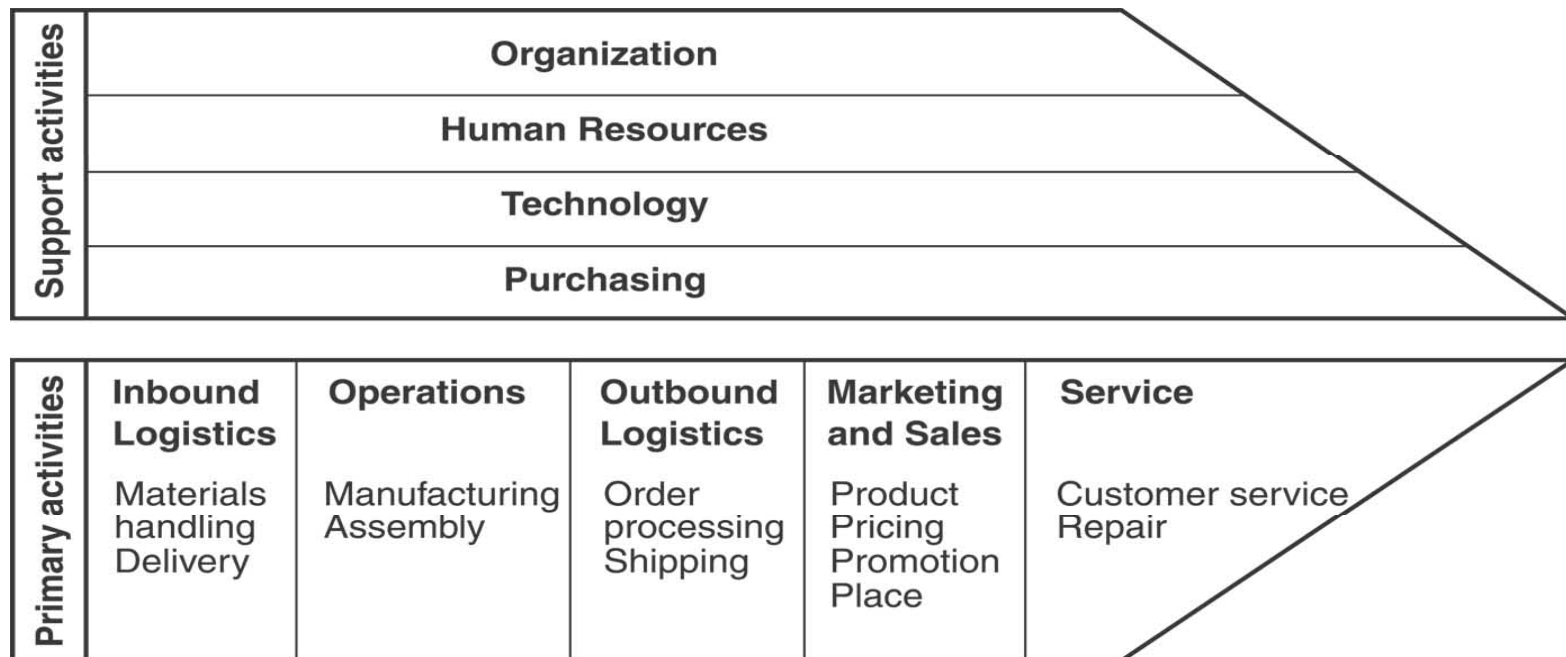 Support activities
Organization
Human Resources
Technology
Purchasing
Primary activities
Inbound
Logistics
Materials
handling
Delivery
Operations
Manufacturing
Assembly
Outbound
Logistics
Order
processing
Shipping
Marketing
and Sales
Product
Pricing
Promotion
Place
Service
Customer service
Repair